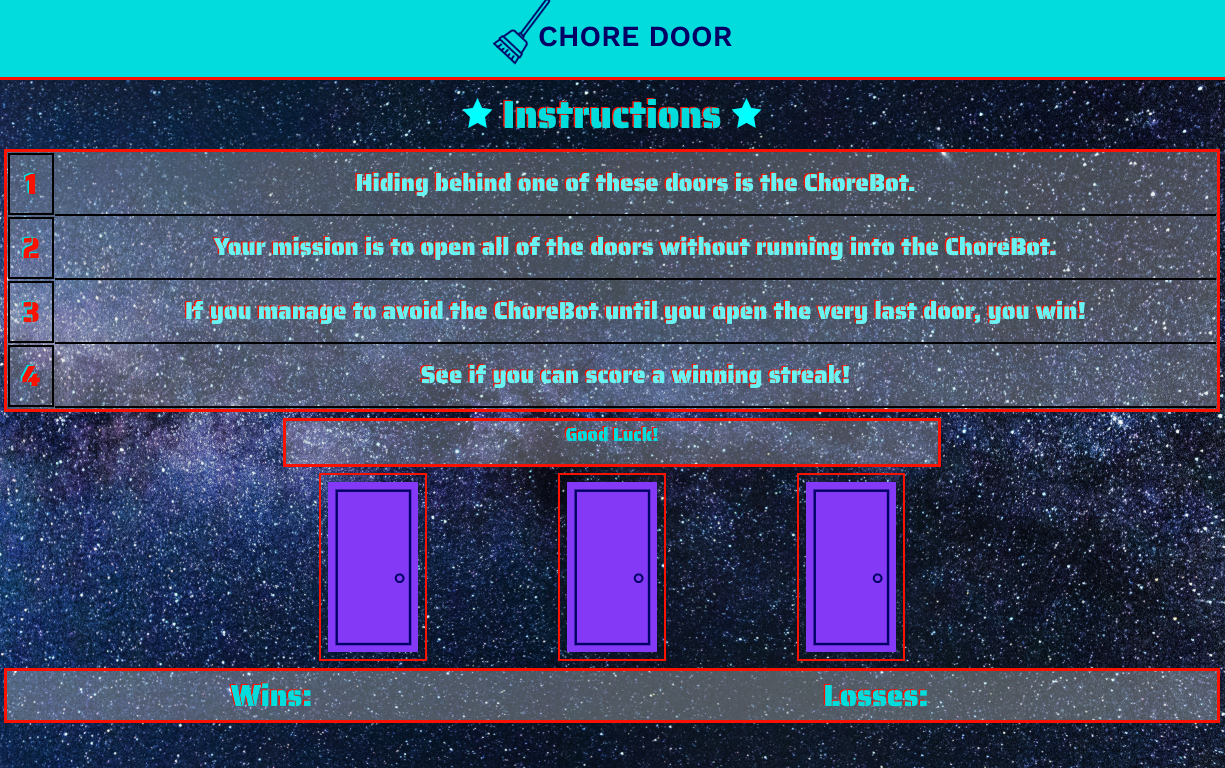 CHORE DOOR
Instructions
1
Hiding behind one of these doors is the ChoreBot.
2
Your mission is to open all of the doors without running into the ChoreBot.
3
If you manage to avoid the ChoreBot until you open the very last door, you win!
4
See if you can score a winning streak!
Good Luck!
Wins:
Losses: